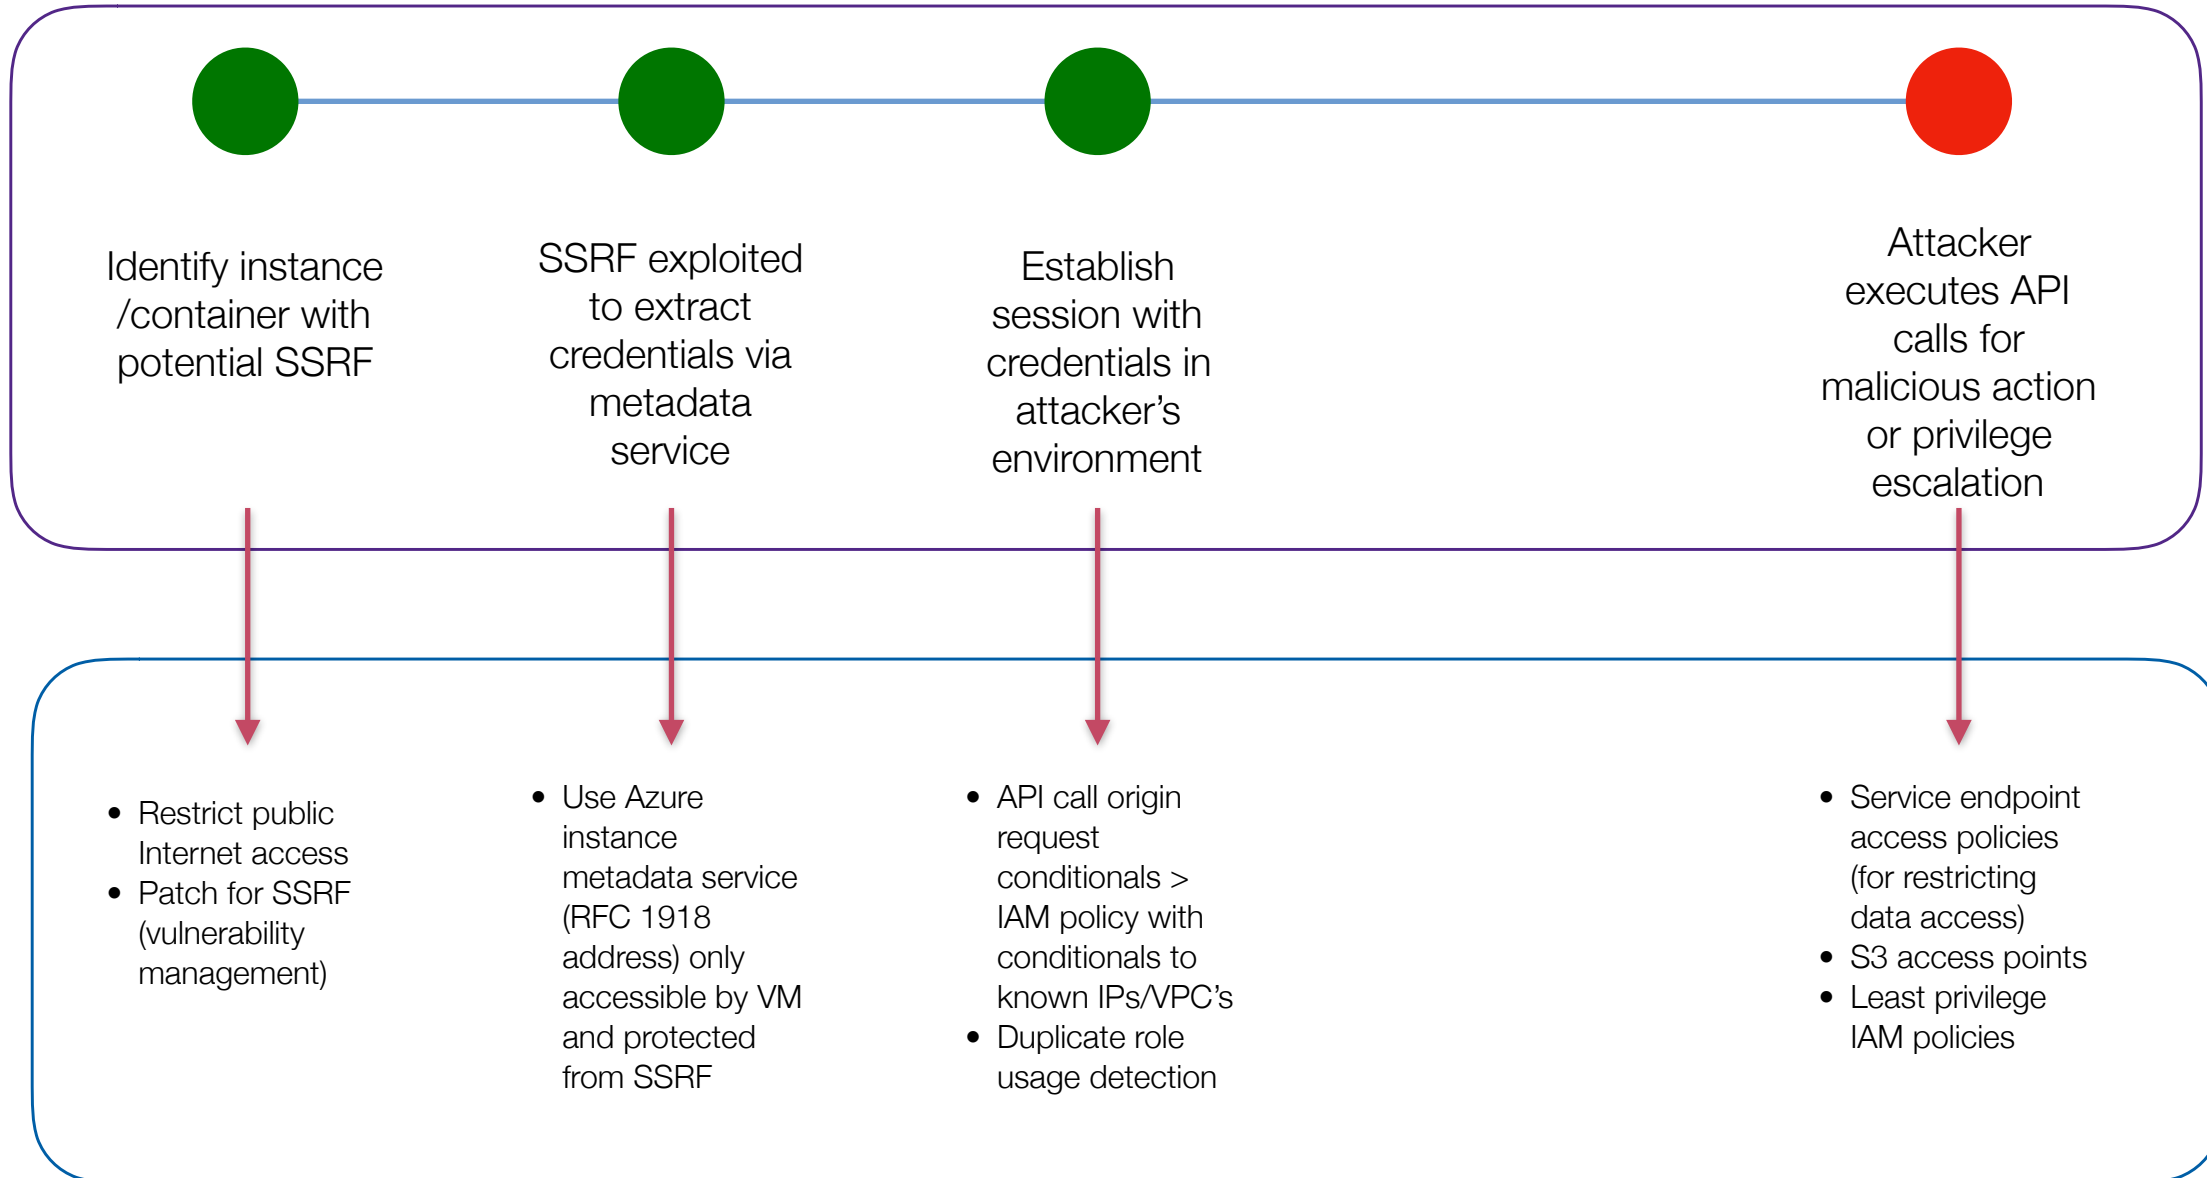 Identify instance
/container with
potential SSRF
SSRF exploited
to extract
credentials via
metadata
service
Establish
session with
credentials in
attacker’s
environment
Attacker
executes API
calls for
malicious action
or privilege
escalation
• Restrict public
Internet access
• Patch for SSRF
(vulnerability
management)
• Use Azure
instance
metadata service
(RFC 1918
address) only
accessible by VM
and protected
from SSRF
• API call origin
request
conditionals >
IAM policy with
conditionals to
known IPs/VPC’s
• Duplicate role
usage detection
• Service endpoint
access policies
(for restricting
data access)
• S3 access points
• Least privilege
IAM policies